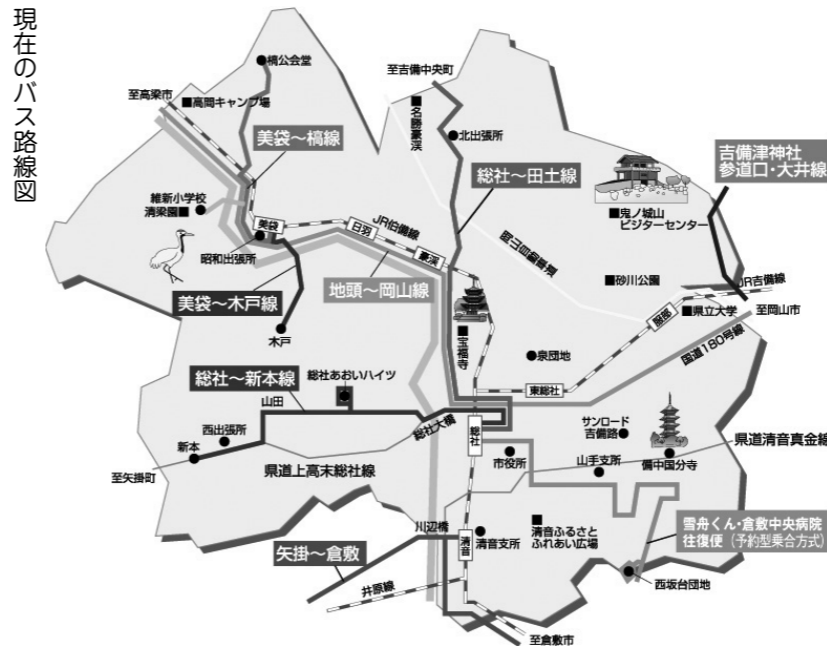 現在のバス路線図
槁公会堂
至高梁市
高間キャンプ場
至吉備中央町
名勝豪渓
北出張所
美袋〜槁線
総社〜田土線
吉備津神社
参道口・大井線
鬼ノ城山
ビジターセンター
維新小学校
清梁園
美袋
昭和出張所
日羽
JR伯備線
豪渓
美袋〜木戸線
地頭〜岡山線
木戸
宝福寺
砂川公園
JR吉備線
県立大学
至岡山市
服部
国道180号線
泉団地
東総社
総社〜新本線
総社あおいハイツ
山田
総社大橋
総社
西出張所
新本
至矢掛町
県道上高末総社線
サンロード
吉備路
市役所
山手支所
備中国分寺
県道清音真金線
川辺橋
清音
清音支所
清音ふるさと
ふれあい広場
雪舟くん・倉敷中央病院
往復便（予約型乗合方式）
西坂台団地
矢掛〜倉敷
井原線
至倉敷市